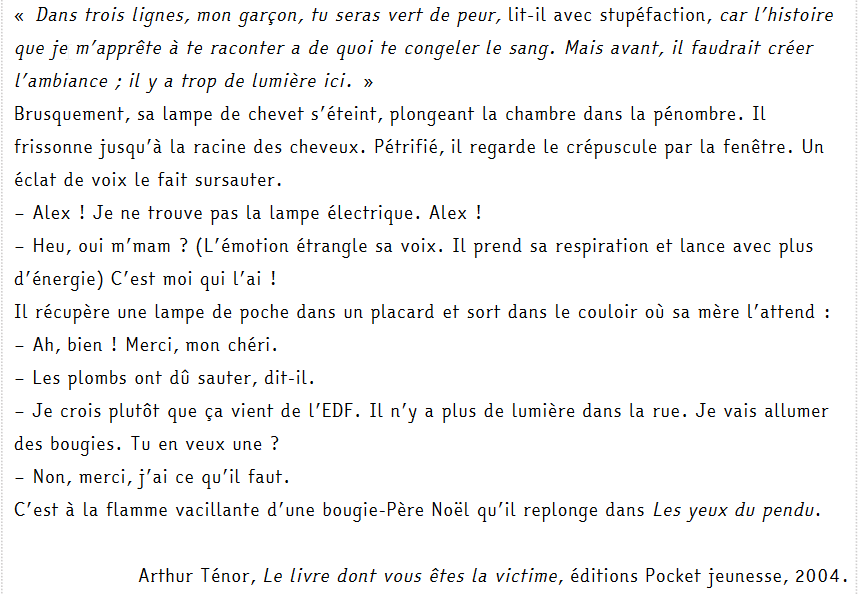 « Dans trois lignes, mon garçon, tu seras vert de peur, lit-il avec stupéfaction, car l'histoire
que je m'apprête à te raconter a de quoi te congeler le sang. Mais avant, il faudrait créer
l'ambiance ; il y a trop de lumière ici. »
Brusquement, sa lampe de chevet s'éteint, plongeant la chambre dans la pénombre. Il
frissonne jusqu'à la racine des cheveux. Pétrifié, il regarde le crépuscule par la fenêtre. Un
éclat de voix le fait sursauter.
– Alex ! Je ne trouve pas la lampe électrique. Alex !
– Heu, oui m'mam ? (L'émotion étrangle sa voix. Il prend sa respiration et lance avec plus
d'énergie) C'est moi qui l'ai !
Il récupère une lampe de poche dans un placard et sort dans le couloir où sa mère l'attend :
– Ah, bien ! Merci, mon chéri.
– Les plombs ont dû sauter, dit-il.
– Je crois plutôt que ça vient de l'EDF. Il n'y a plus de lumière dans la rue. Je vais allumer
des bougies. Tu en veux une ?
– Non, merci, j'ai ce qu'il faut.
C'est à la flamme vacillante d'une bougie-Père Noël qu'il replonge dans Les yeux du pendu.
Arthur Ténor, Le livre dont vous êtes la victime, éditions Pocket jeunesse, 2004.